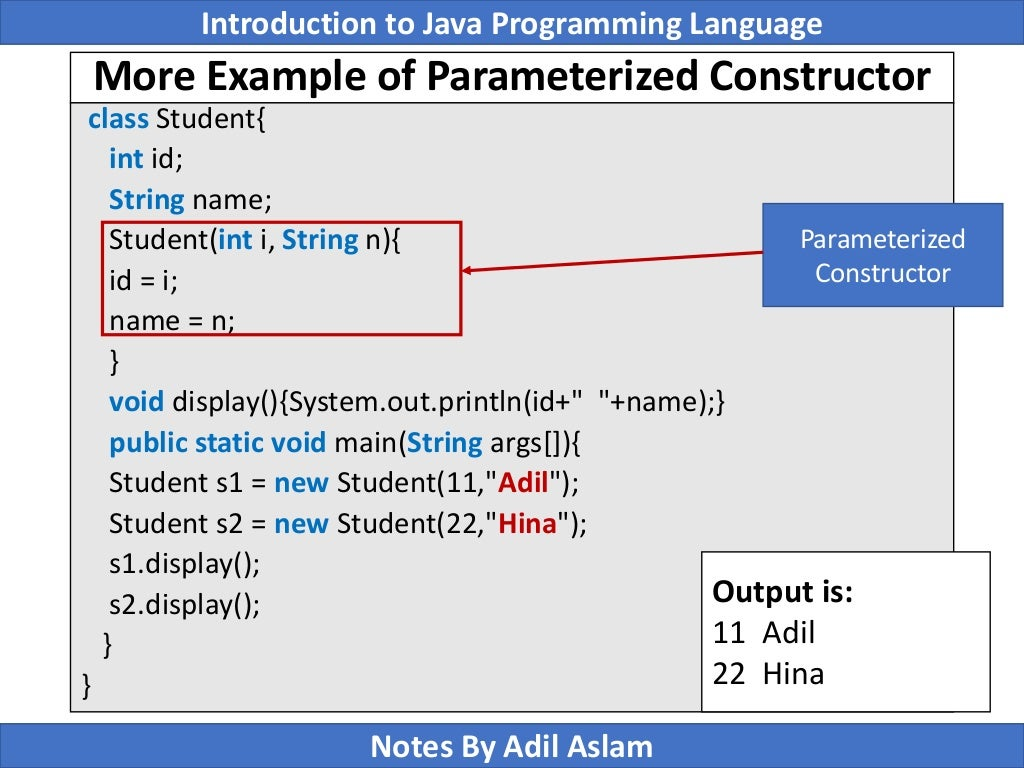 Introduction to Java Programming Language
More Example of Parameterized Constructor
class Student{
int id;
String name;
Student(int i, String n){
id = i;
name = n;
}
void display(){System.out.println(id+"  "+name);}
public static void main(String args[]){
Student s1 = new Student(11,"Adil");
Student s2 = new Student(22,"Hina");
s1.display();
s2.display();
}
}
Parameterized
Constructor
Output is:
11  Adil
22  Hina
Notes By Adil Aslam